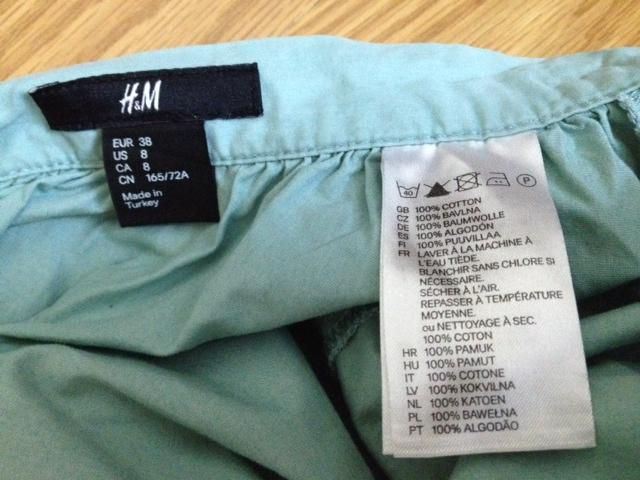 H&M
EUR 38
US 8
CA 8
CN 165/72A
Made in
Turkey
40
P
GB 100% COTTON
CZ 100% BAVLNA
DE 100% BAUMWOLLE
ES 100% ALGODÓN
FI 100% PUUVILLAA
FR LAVER À LA MACHINE À
L'EAU TIÈDE.
BLANCHIR SANS CHLORE SI
NÉCESSAIRE.
SÉCHER À L'AIR.
REPASSER À TEMPÉRATURE
MOYENNE.
ou NETTOYAGE À SEC.
100% COTON
HR 100% PAMUK
HU 100% PAMUT
IT 100% COTONE
LV 100% KOKVILNA
NL 100% KATOEN
PL 100% BAWEŁNA
PT 100% ALGODÃO